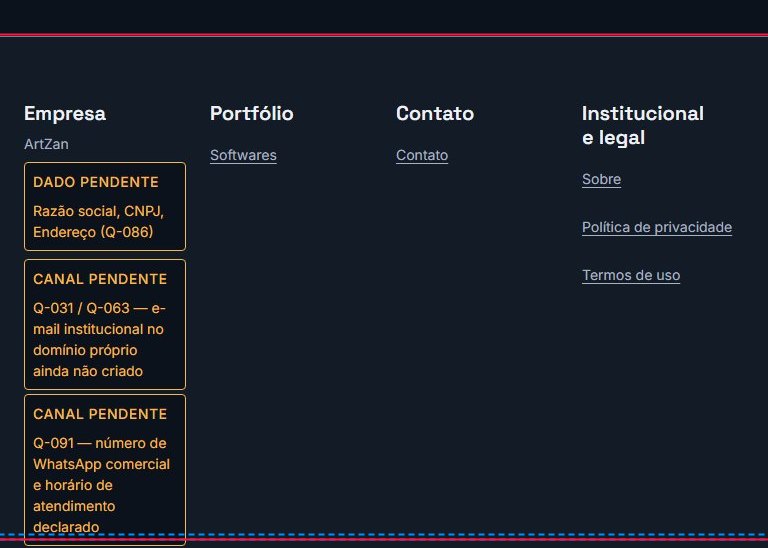 Empresa
ArtZan
DADO PENDENTE
Razão social, CNPJ,
Endereço (Q-086)
CANAL PENDENTE
Q-031 / Q-063 — e-
mail institucional no
domínio próprio
ainda não criado
CANAL PENDENTE
Q-091 — número de
WhatsApp comercial
e horário de
atendimento
declarado
Portfólio
Softwares
Contato
Contato
Institucional
e legal
Sobre
Política de privacidade
Termos de uso